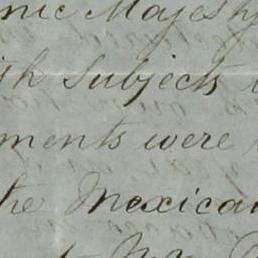 nic Majesty
ish Subjects
ments were
the Mexican